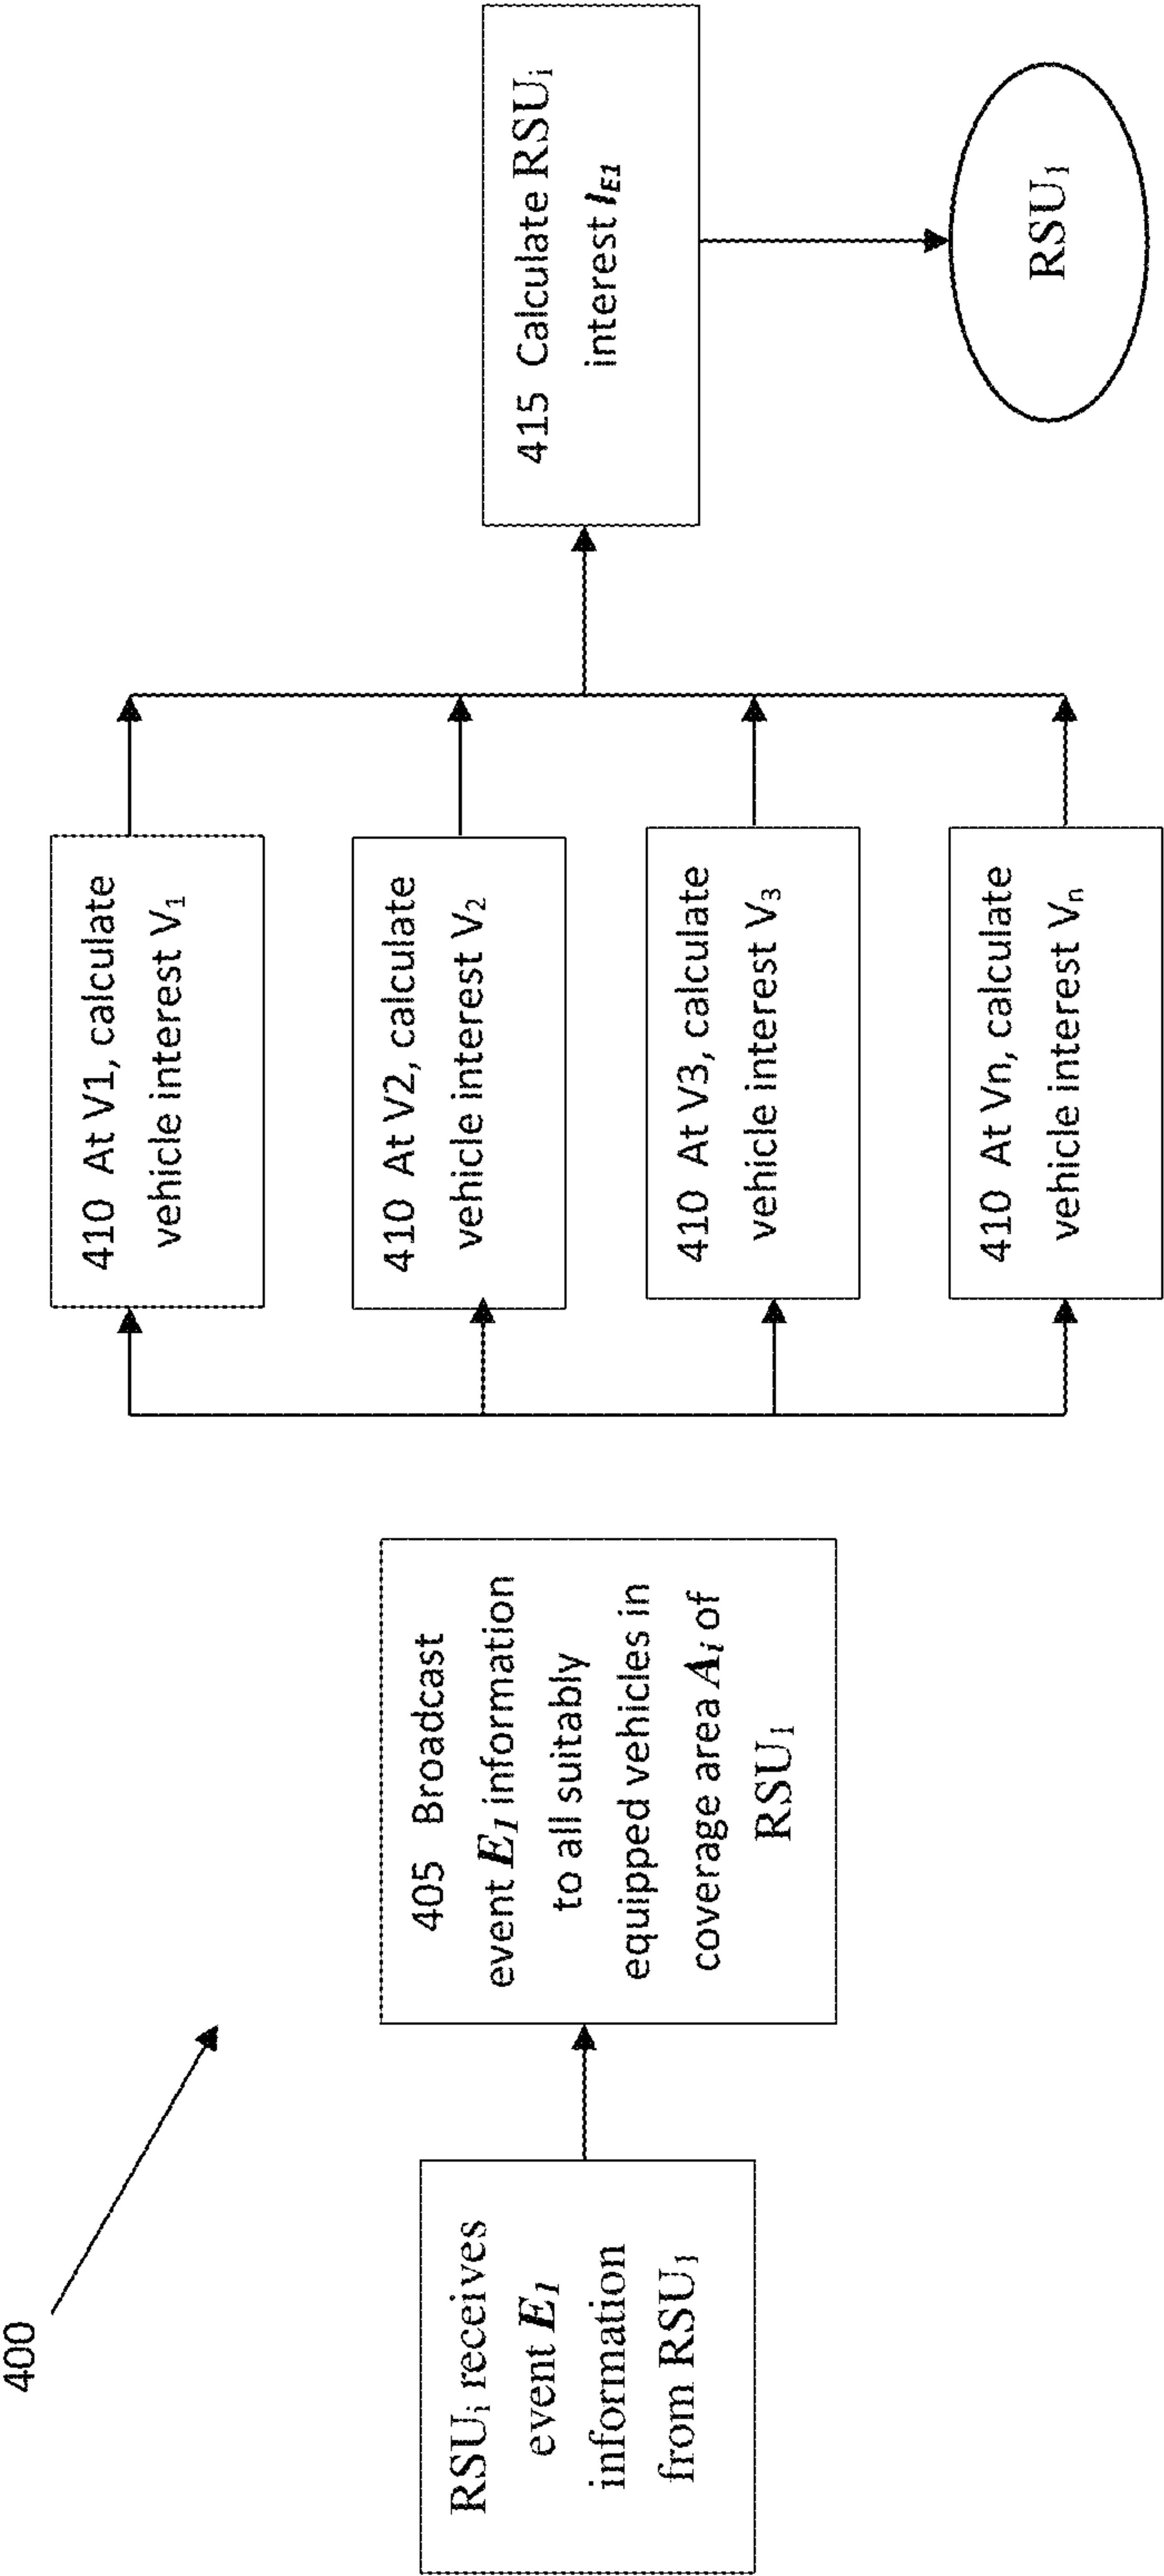 400
RSUᵢ receives
event E₁
information
from RSU₁
405 Broadcast
event E₁ information
to all suitably
equipped vehicles in
coverage area Aᵢ of
RSU₁
410 At V1, calculate
vehicle interest V₁
410 At V2, calculate
vehicle interest V₂
410 At V3, calculate
vehicle interest V₃
410 At Vn, calculate
vehicle interest Vₙ
415 Calculate RSUᵢ
interest I_E1
RSU₁